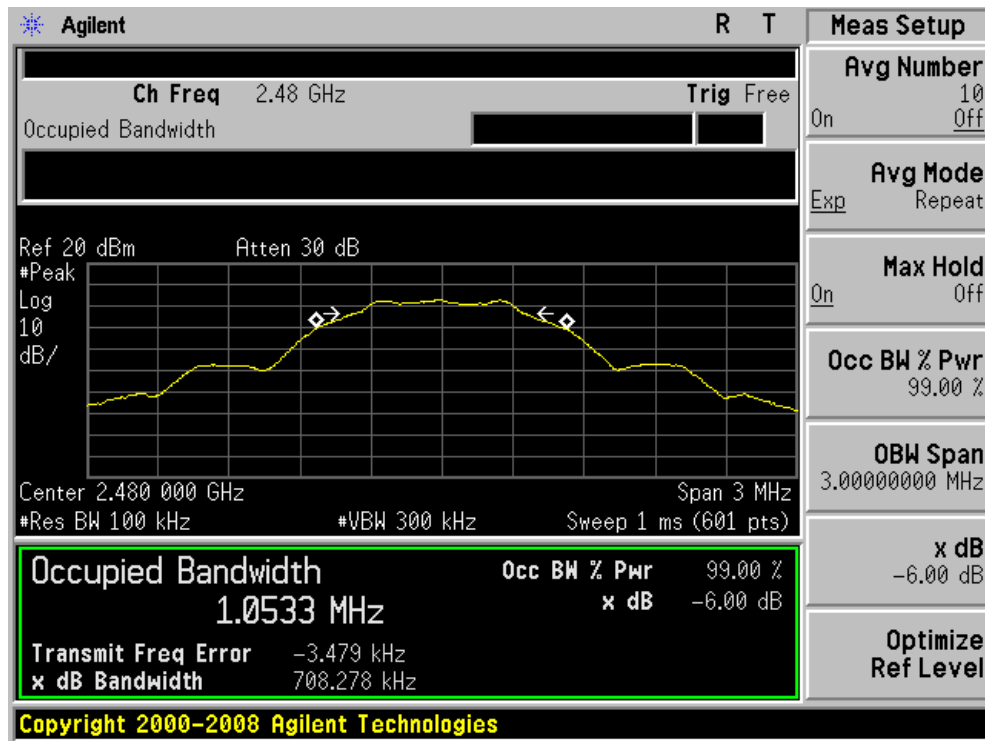 Agilent R T
Ch Freq 2.48 GHz Trig Free
Occupied Bandwidth
Ref 20 dBm Atten 30 dB
#Peak
Log
10
dB/
Center 2.480 000 GHz Span 3 MHz
#Res BW 100 kHz #VBW 300 kHz Sweep 1 ms (601 pts)
Occupied Bandwidth Occ BW % Pwr 99.00 %
1.0533 MHz x dB -6.00 dB
Transmit Freq Error -3.479 kHz
x dB Bandwidth 708.278 kHz
Copyright 2000-2008 Agilent Technologies
Meas Setup
Avg Number
10
On Off
Avg Mode
Exp Repeat
Max Hold
On Off
Occ BW % Pwr
99.00 %
OBW Span
3.00000000 MHz
x dB
-6.00 dB
Optimize
Ref Level